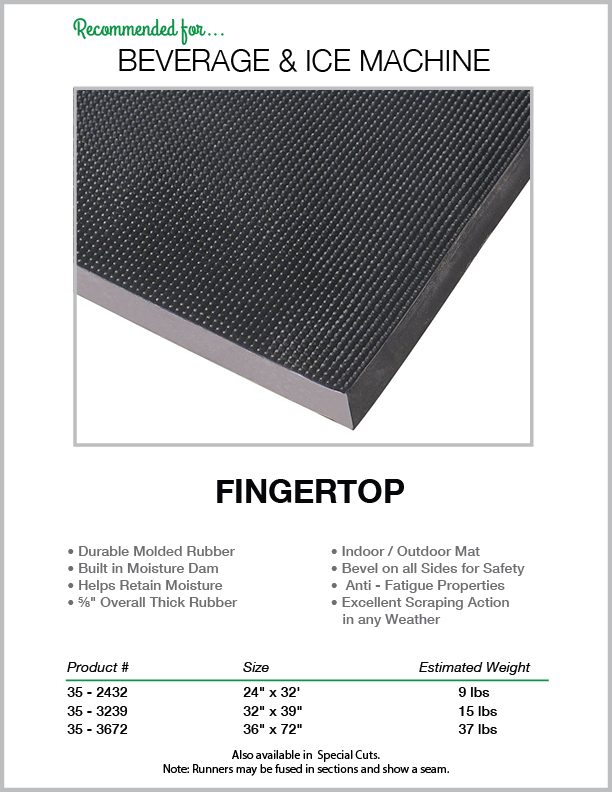 Recommended for...
BEVERAGE & ICE MACHINE
FINGERTOP
• Durable Molded Rubber
• Built in Moisture Dam
• Helps Retain Moisture
• ⅝" Overall Thick Rubber
• Indoor / Outdoor Mat
• Bevel on all Sides for Safety
• Anti - Fatigue Properties
• Excellent Scraping Action
in any Weather
Product # Size Estimated Weight
35 - 2432 24" x 32' 9 lbs
35 - 3239 32" x 39" 15 lbs
35 - 3672 36" x 72" 37 lbs
Also available in Special Cuts.
Note: Runners may be fused in sections and show a seam.